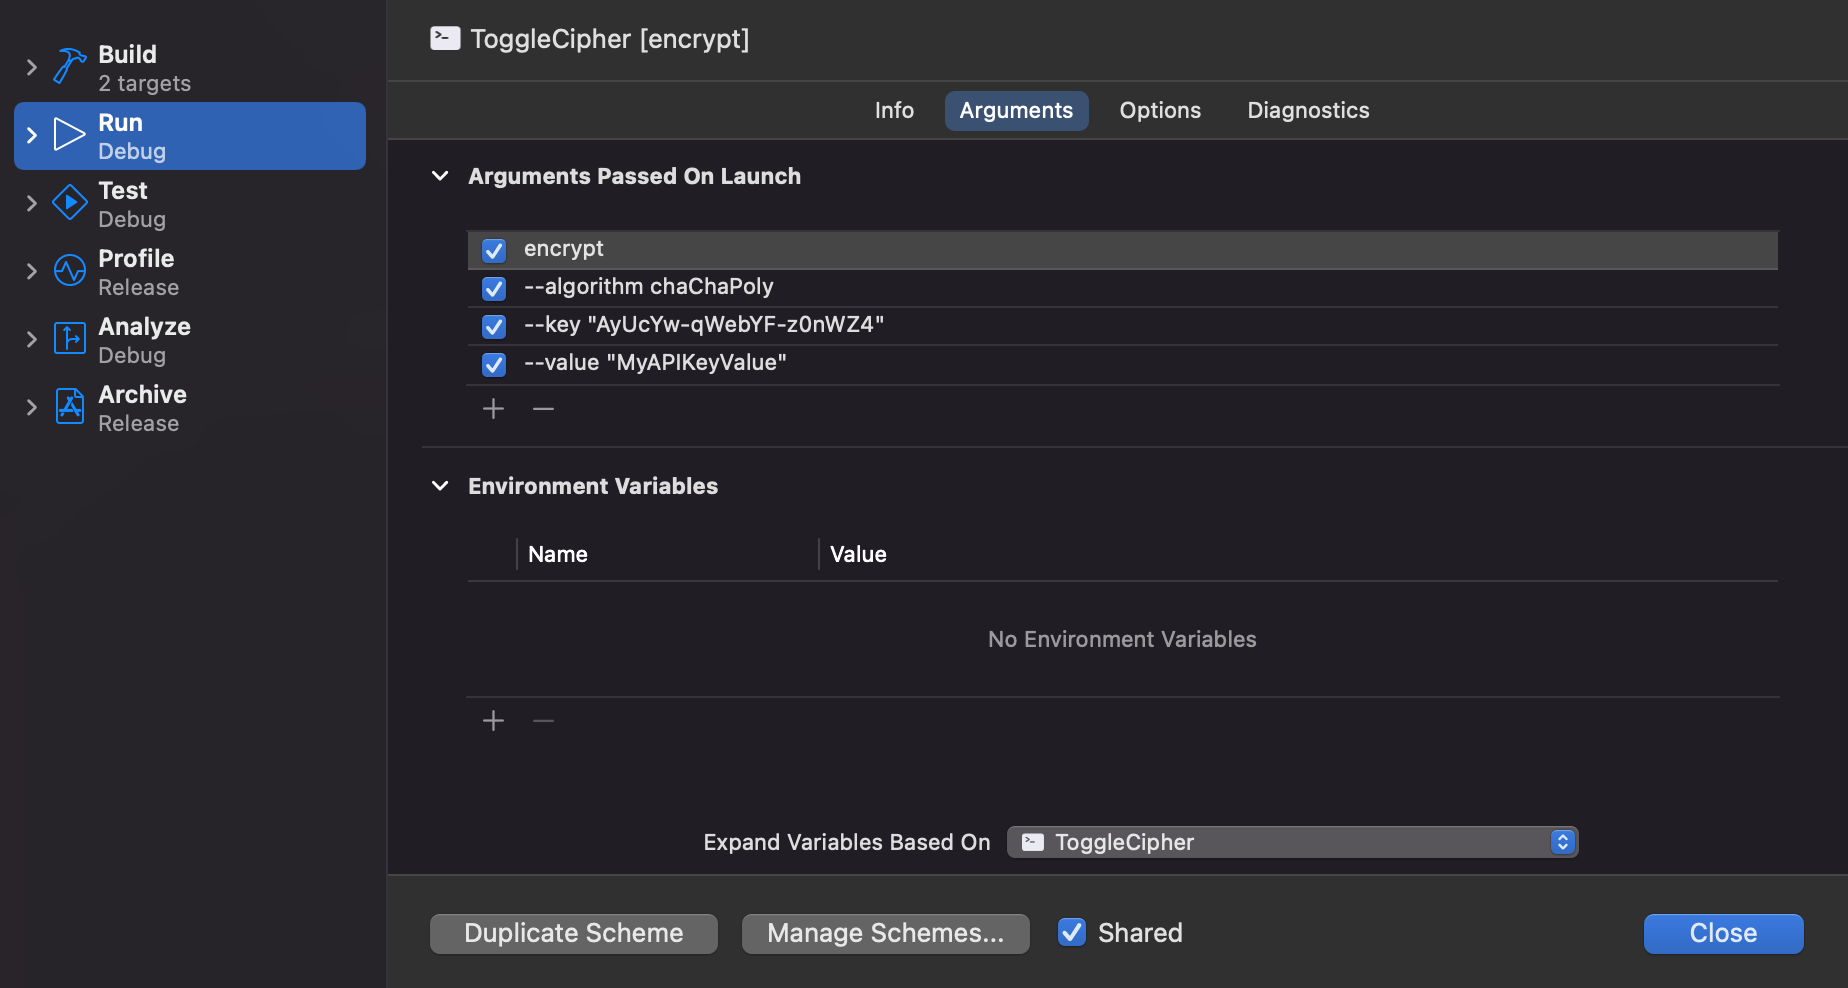 Build
2 targets
Run
Debug
Test
Debug
Profile
Release
Analyze
Debug
Archive
Release
ToggleCipher [encrypt]
Info Arguments Options Diagnostics
Arguments Passed On Launch
encrypt
--algorithm chaChaPoly
--key "AyUcYw-qWebYF-z0nWZ4"
--value "MyAPIKeyValue"
Environment Variables
Name Value
No Environment Variables
Expand Variables Based On ToggleCipher
Duplicate Scheme Manage Schemes... Shared Close